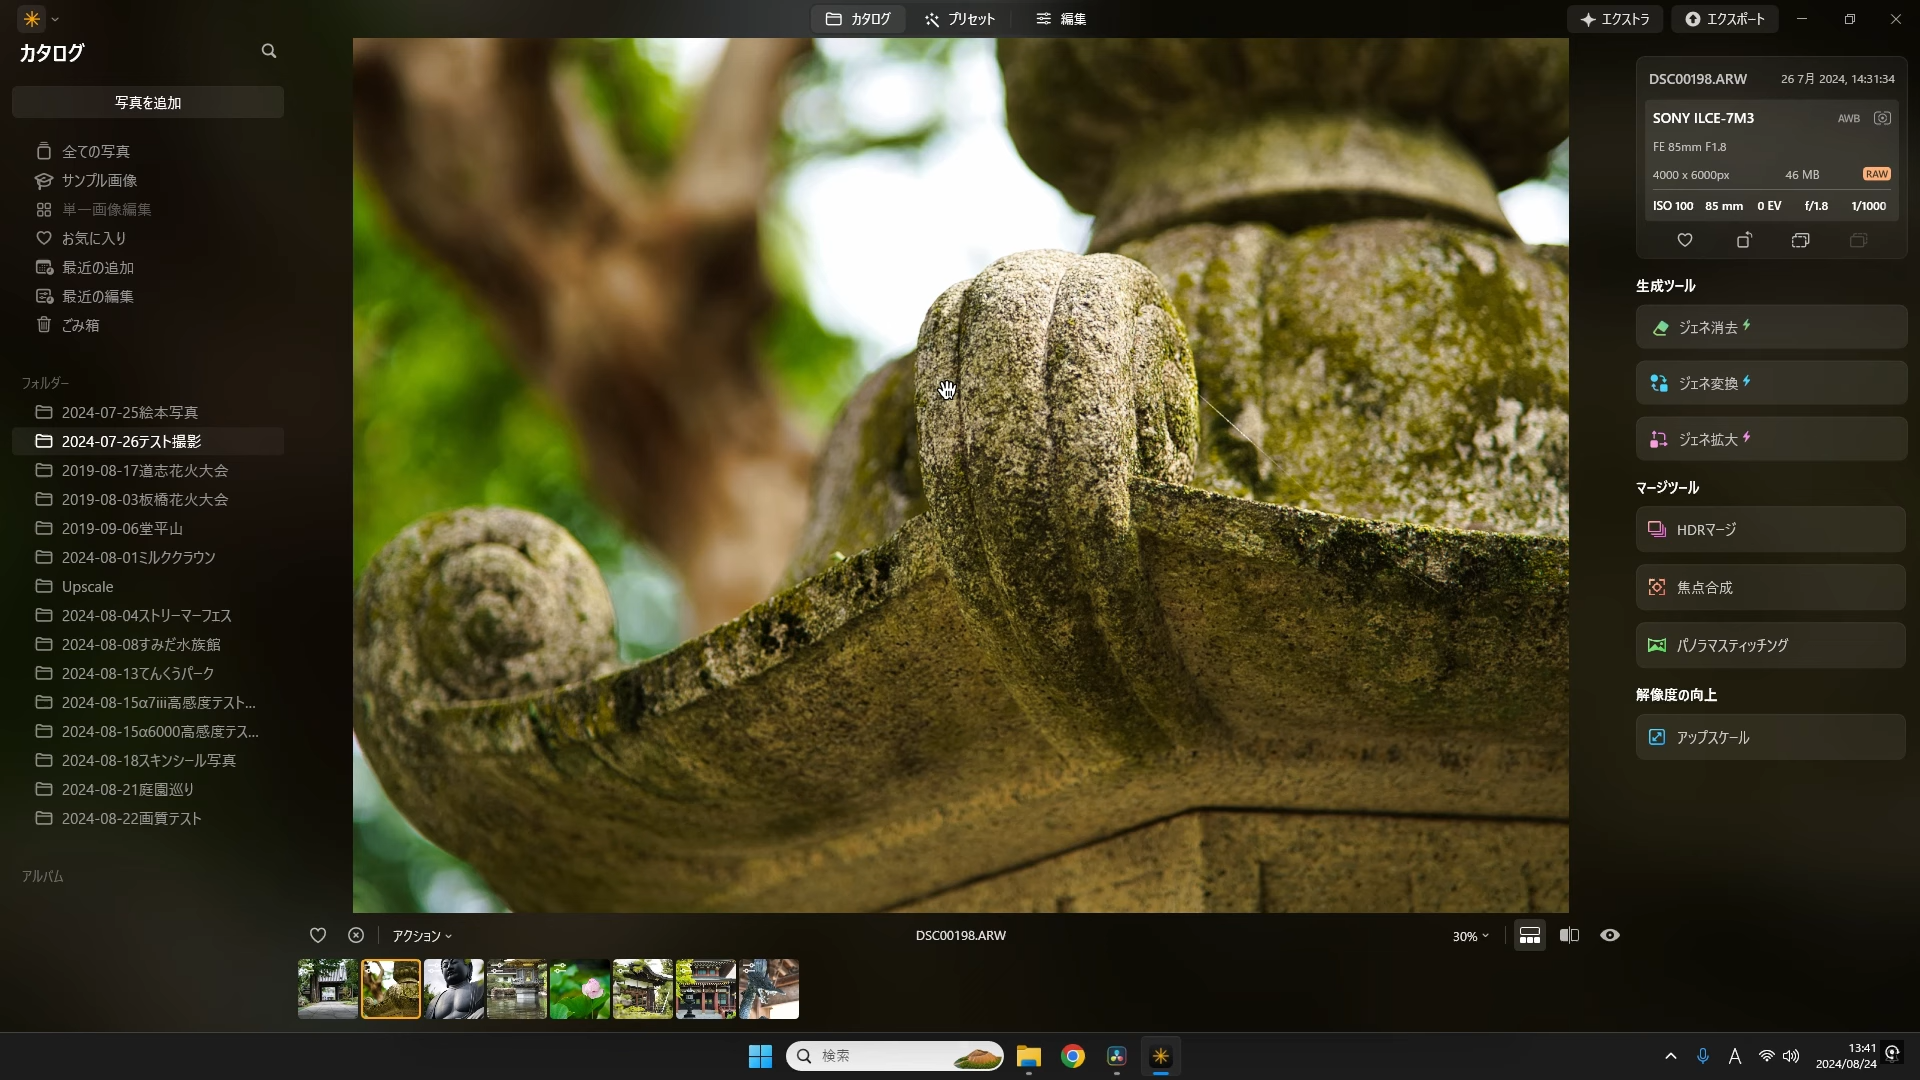 カタログ
プリセット
編集
エクストラ
エクスポート
カタログ
写真を追加
全ての写真
サンプル画像
単一画像編集
お気に入り
最近の追加
最近の編集
ごみ箱
フォルダー
2024-07-25絵本写真
2024-07-26テスト撮影
2019-08-17道志花火大会
2019-08-03板橋花火大会
2019-09-06堂平山
2024-08-01ミルククラウン
Upscale
2024-08-04ストリーマーフェス
2024-08-08すみだ水族館
2024-08-13てんくうパーク
2024-08-15α7iii高感度テスト...
2024-08-15α6000高感度テス...
2024-08-18スキンシール写真
2024-08-21庭園巡り
2024-08-22画質テスト
アルバム
DSC00198.ARW 26 7月 2024, 14:31:34
SONY ILCE-7M3 AWB
FE 85mm F1.8
4000 x 6000px 46 MB RAW
ISO 100 85 mm 0 EV f/1.8 1/1000
生成ツール
ジェネ消去
ジェネ変換
ジェネ拡大
マージツール
HDRマージ
焦点合成
パノラマスティッチング
解像度の向上
アップスケール
アクション
DSC00198.ARW
30%
検索
A
13:41
2024/08/24